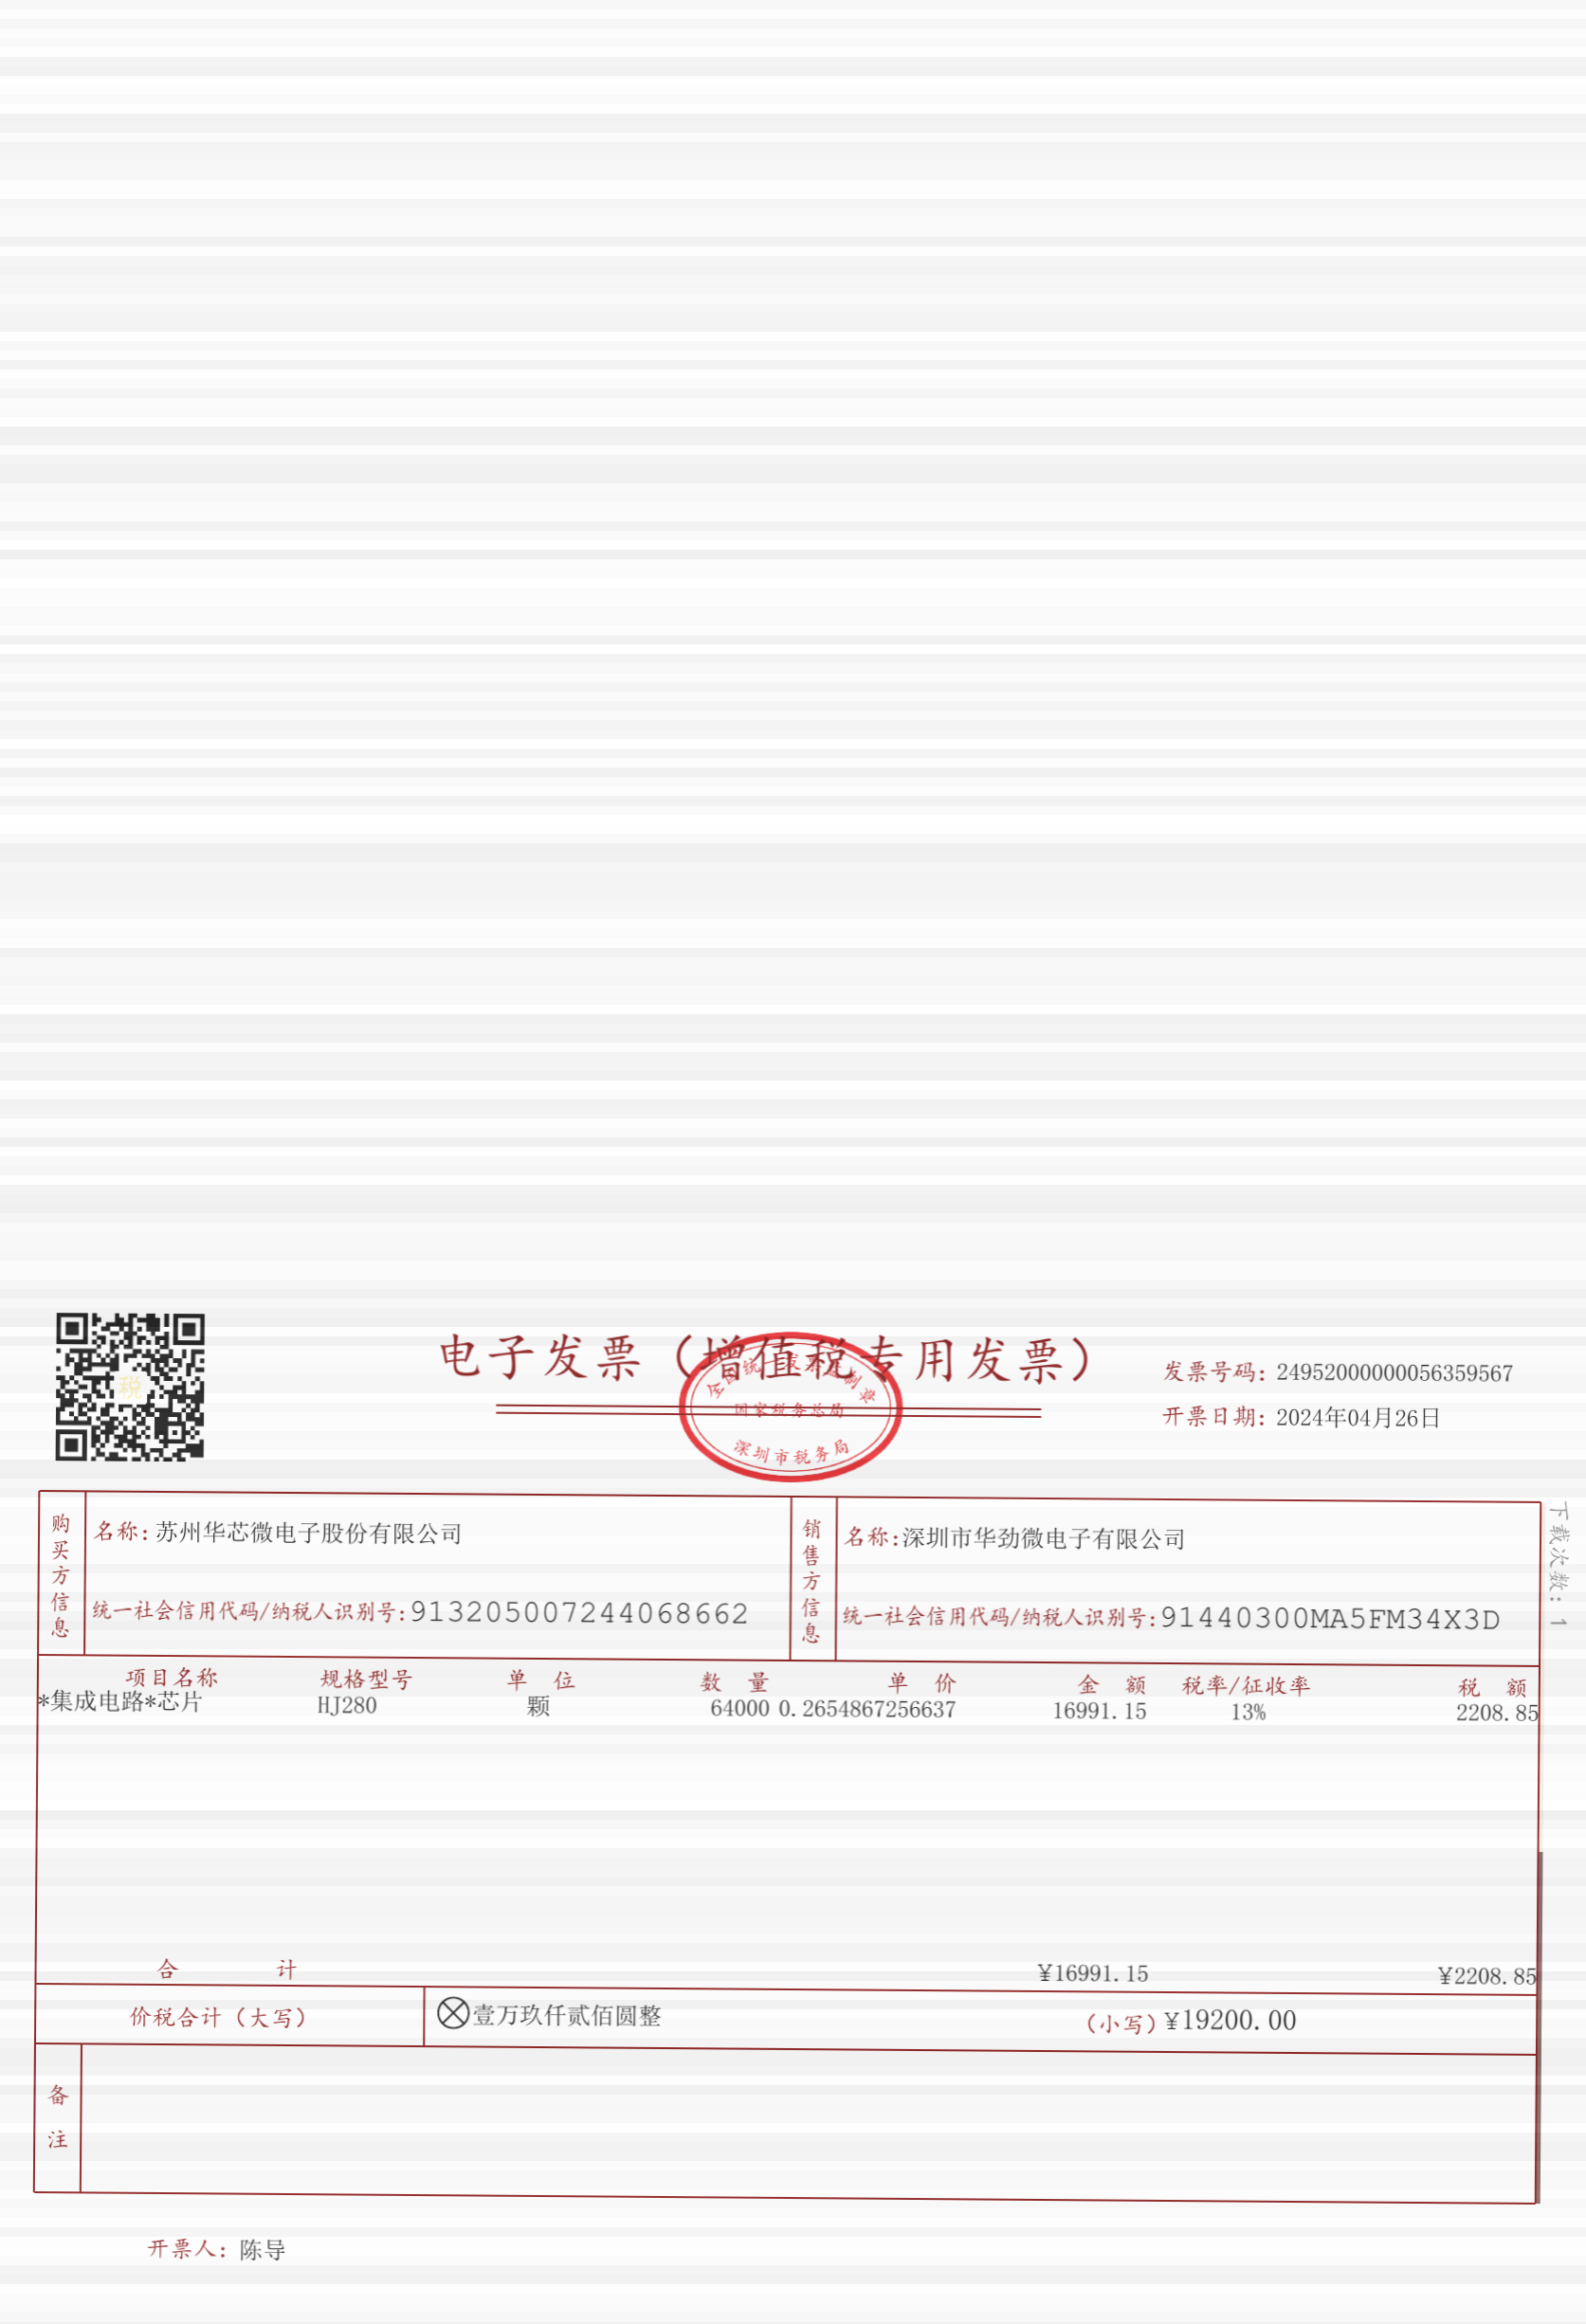 电子发票（增值税专用发票）
全国统一发票监制章
国家税务总局
深圳市税务局
税
发票号码：24952000000056359567
开票日期：2024年04月26日
下载次数：1
购买方信息
名称：苏州华芯微电子股份有限公司
统一社会信用代码/纳税人识别号：913205007244068662
销售方信息
名称：深圳市华劲微电子有限公司
统一社会信用代码/纳税人识别号：91440300MA5FM34X3D
项目名称 规格型号 单 位 数 量 单 价 金 额 税率/征收率 税 额
*集成电路*芯片 HJ280 颗 64000 0.2654867256637 16991.15 13% 2208.85
合 计 ¥16991.15 ¥2208.85
价税合计（大写） 壹万玖仟贰佰圆整 （小写）¥19200.00
备注
开票人：陈导